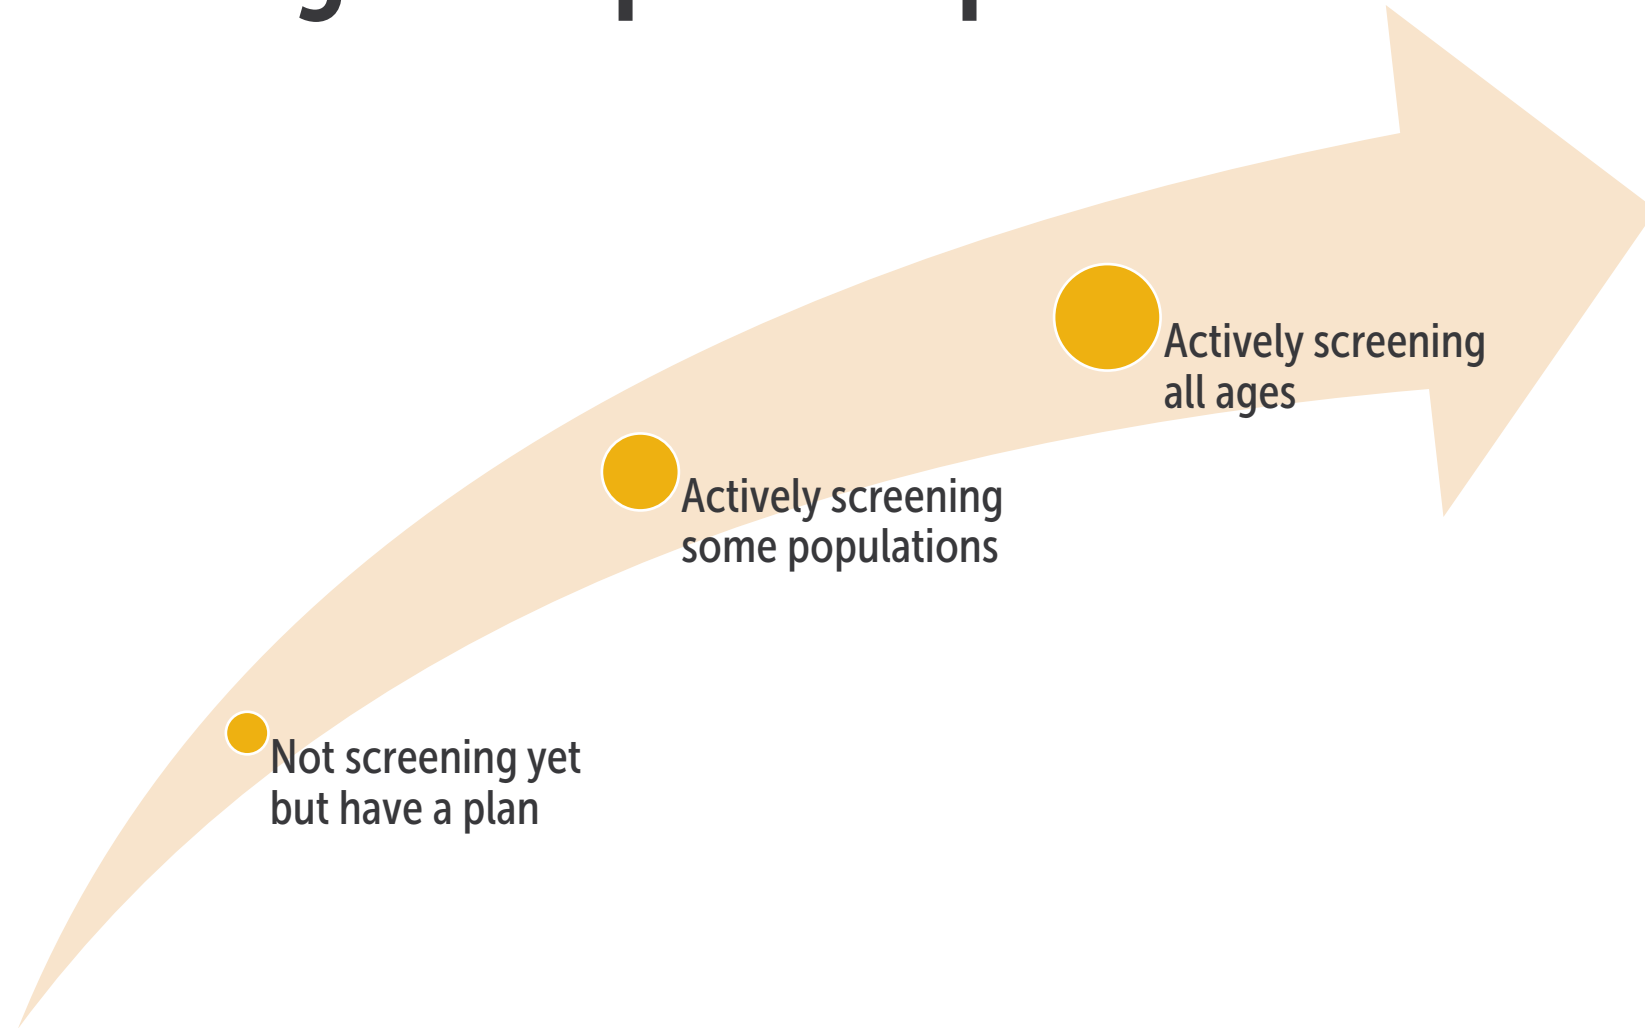 Not screening yet
but have a plan
Actively screening
some populations
Actively screening
all ages